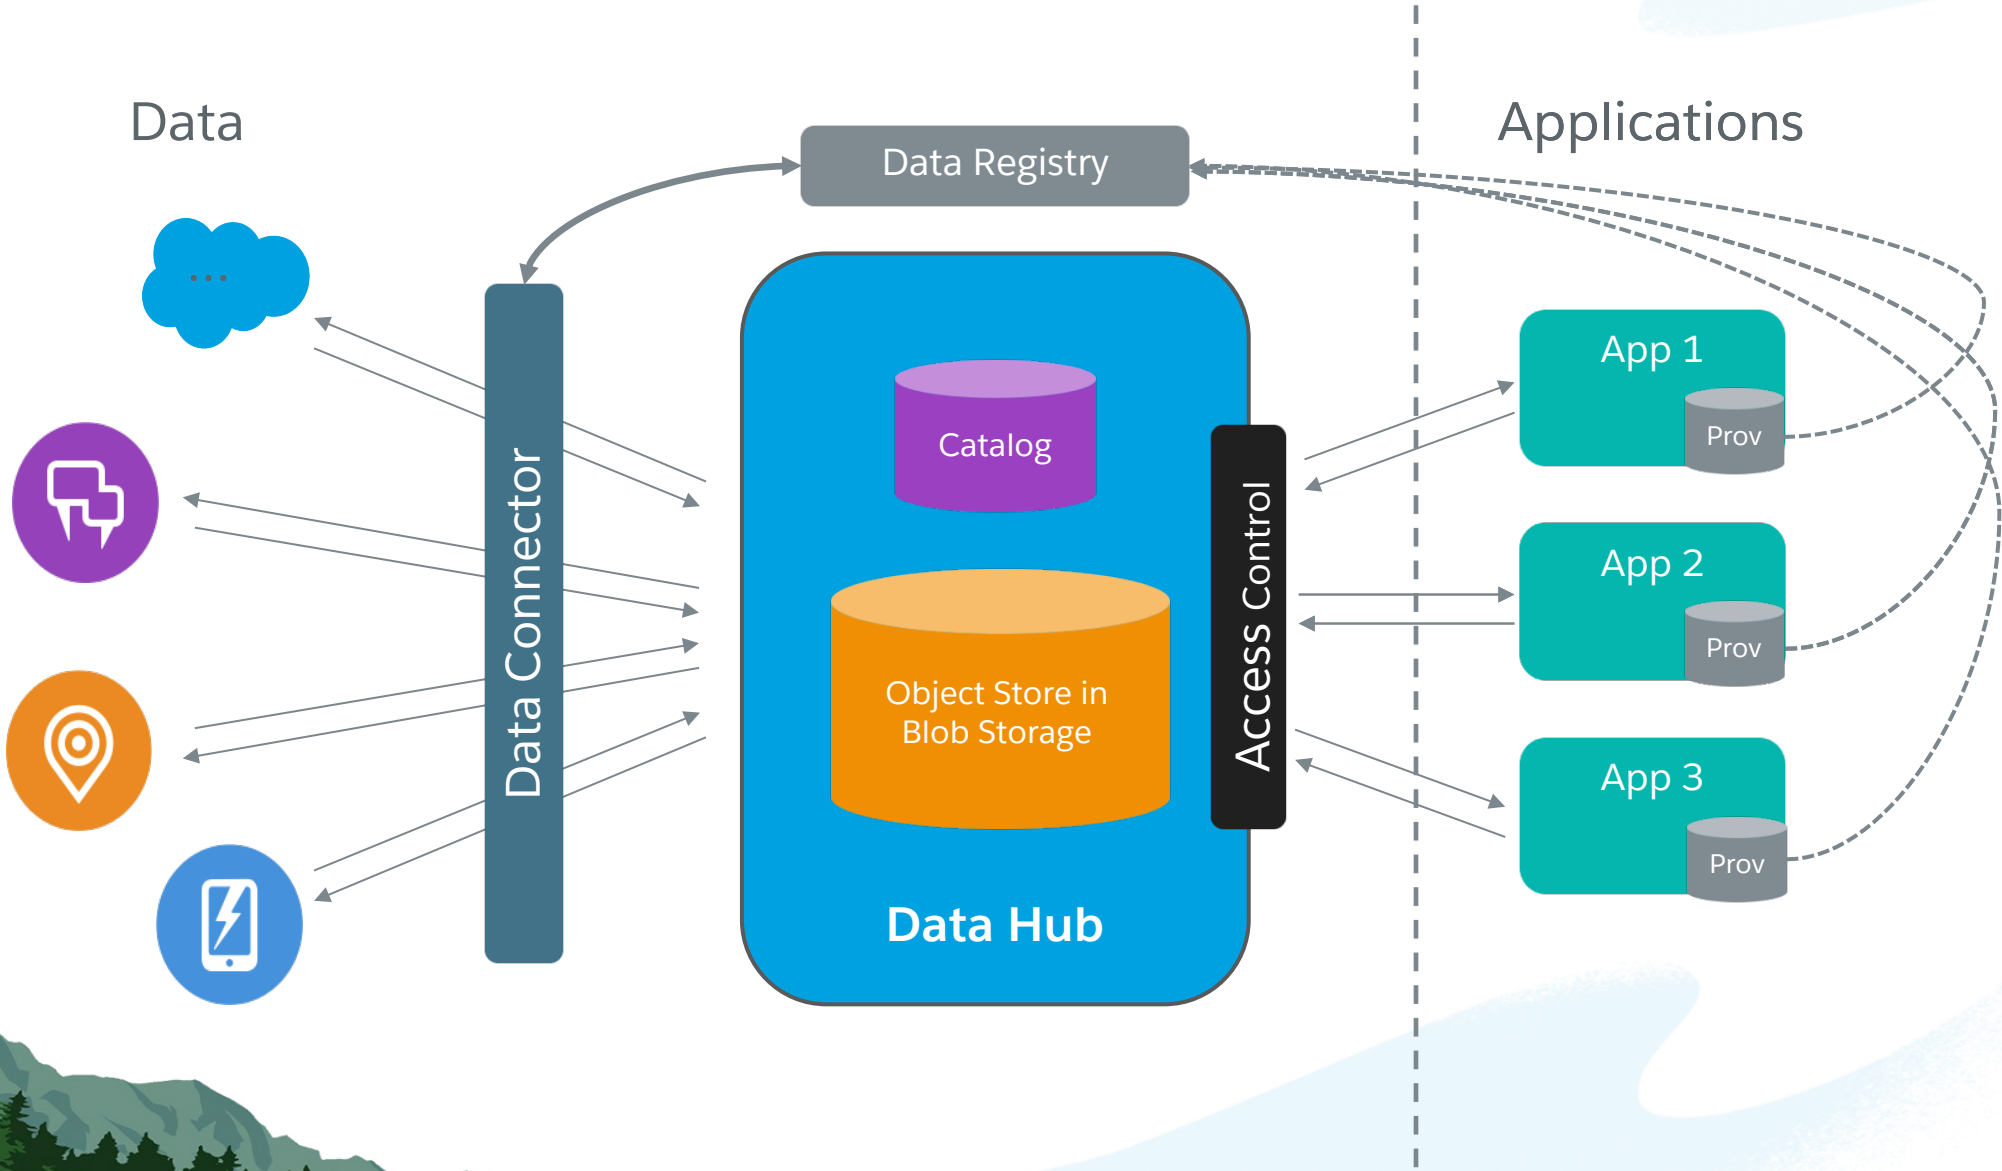 Data
Applications
Data Registry
...
Data Connector
Catalog
Object Store in
Blob Storage
Data Hub
Access Control
App 1
Prov
App 2
Prov
App 3
Prov